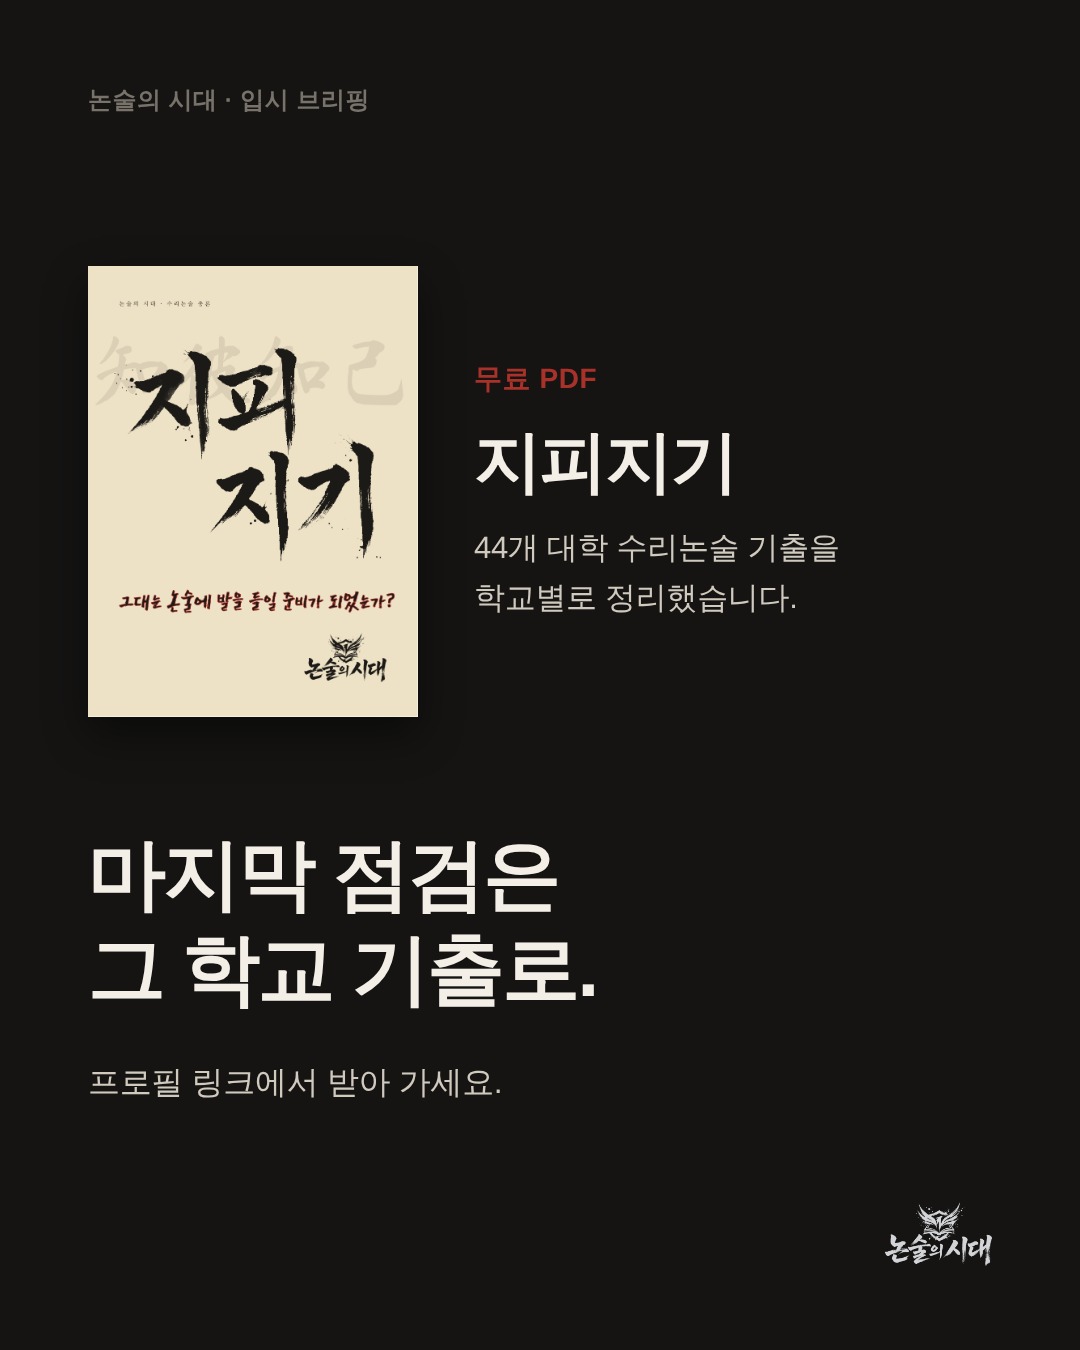 논술의 시대 · 입시 브리핑
논술의 시대 · 수리논술 총론
知彼知己
지피
지기
그대는 논술에 발을 들일 준비가 되었는가?
논술의시대
무료 PDF
지피지기
44개 대학 수리논술 기출을
학교별로 정리했습니다.
마지막 점검은
그 학교 기출로.
프로필 링크에서 받아 가세요.
논술의시대